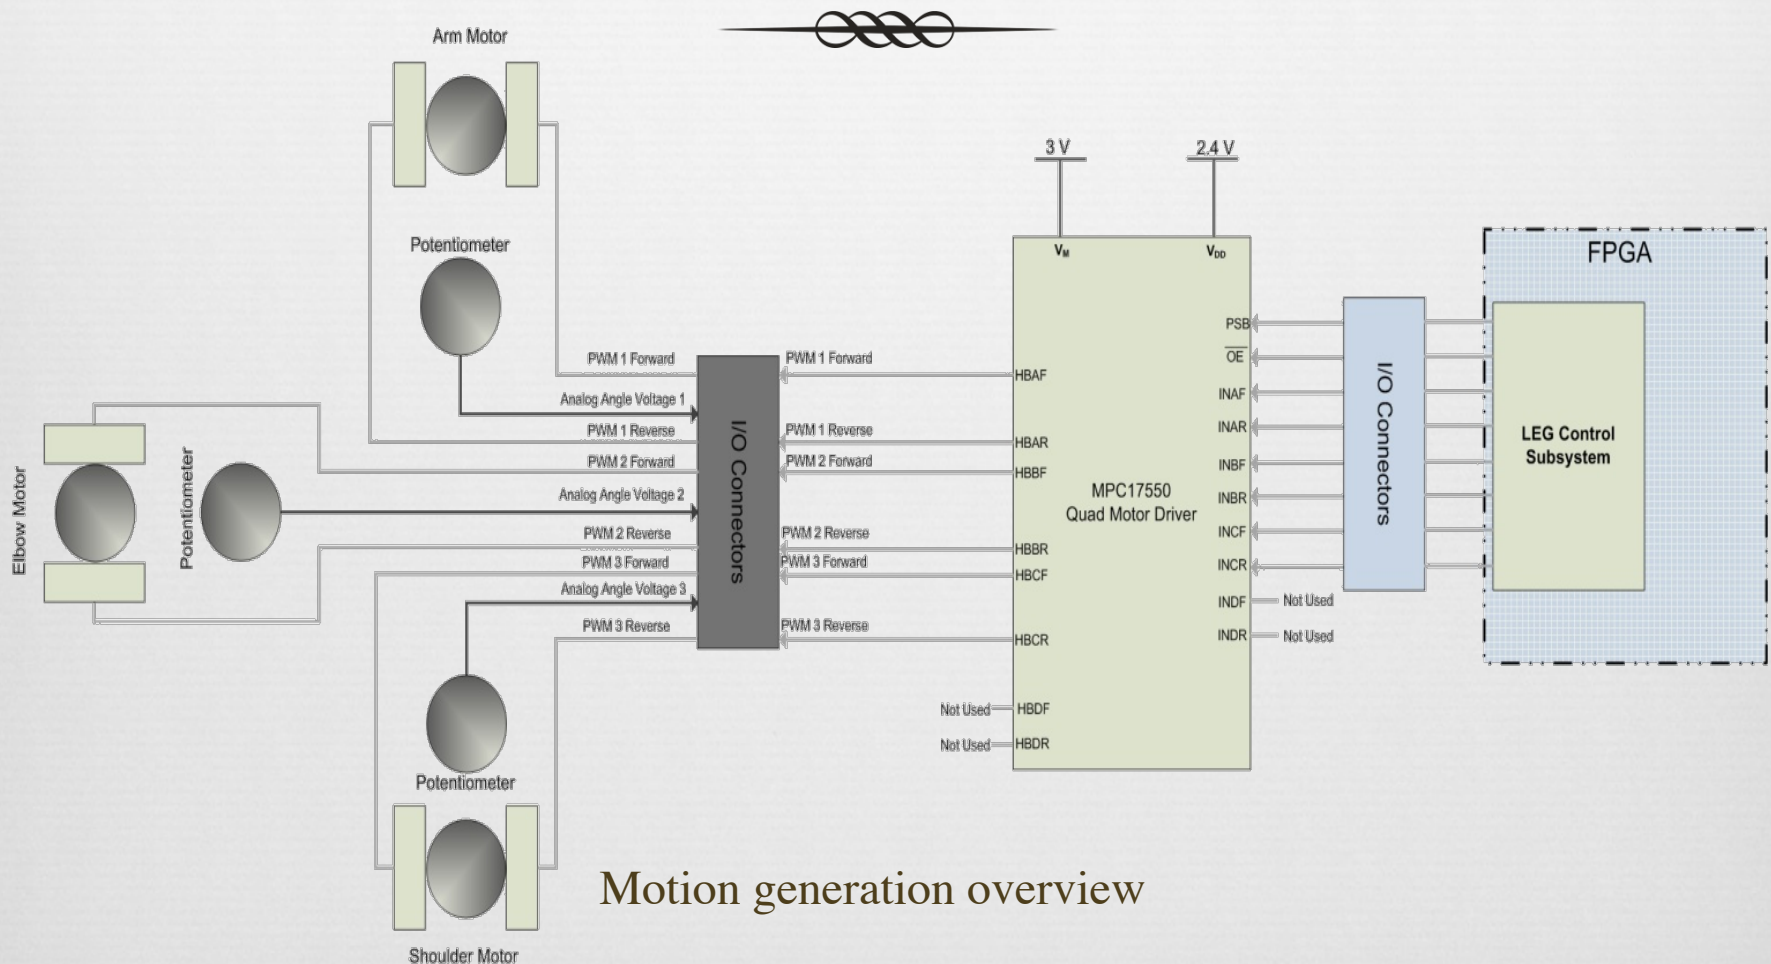 Arm Motor
Potentiometer
3 V
2.4 V
VM
VDD
FPGA
PWM 1 Forward
Analog Angle Voltage 1
PWM 1 Reverse
PWM 2 Forward
Analog Angle Voltage 2
PWM 2 Reverse
PWM 3 Forward
Analog Angle Voltage 3
PWM 3 Reverse
I/O Connectors
PWM 1 Forward
PWM 1 Reverse
PWM 2 Forward
PWM 2 Reverse
PWM 3 Forward
PWM 3 Reverse
HBAF
HBAR
HBBF
HBBR
HBCF
HBCR
Not Used HBDF
Not Used HBDR
MPC17550
Quad Motor Driver
PSB
OE
INAF
INAR
INBF
INBR
INCF
INCR
INDF Not Used
INDR Not Used
I/O Connectors
LEG Control
Subsystem
Elbow Motor
Potentiometer
Potentiometer
Shoulder Motor
Motion generation overview